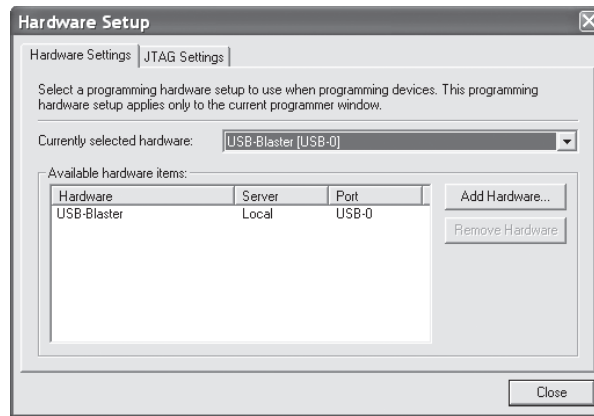 Hardware Setup
Hardware Settings
JTAG Settings
Select a programming hardware setup to use when programming devices. This programming
hardware setup applies only to the current programmer window.
Currently selected hardware:
USB-Blaster [USB-0]
Available hardware items:
Hardware Server Port
USB-Blaster Local USB-0
Add Hardware...
Remove Hardware
Close